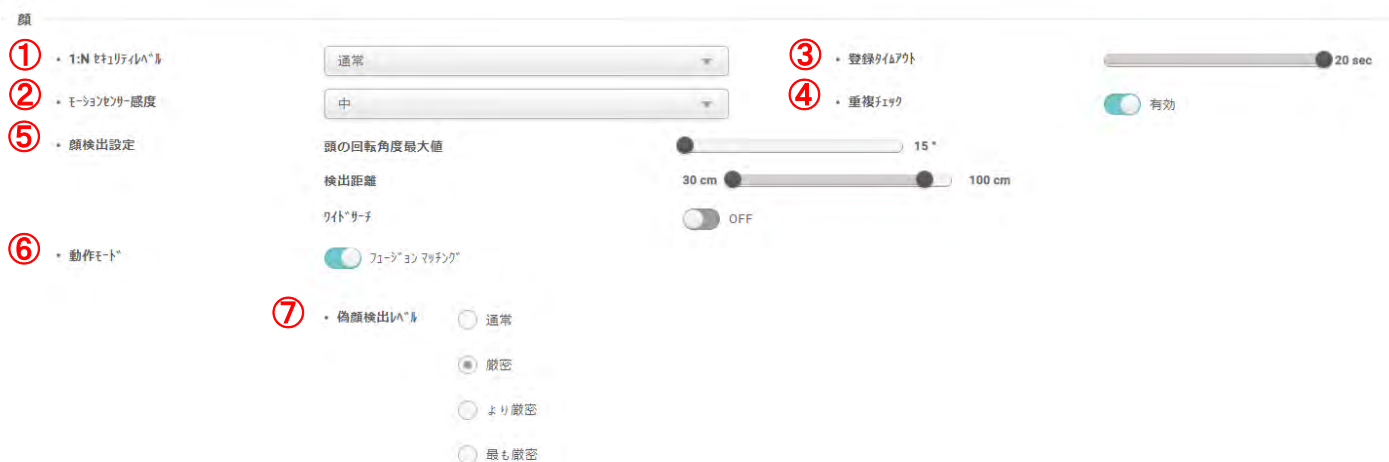 顔
① ・ 1:N ｾｷｭﾘﾃｨﾚﾍﾞﾙ 通常 ③ ・ 登録ﾀｲﾑｱｳﾄ 20 sec
② ・ ﾓｰｼｮﾝｾﾝｻｰ感度 中 ④ ・ 重複ﾁｪｯｸ 有効
⑤ ・ 顔検出設定 頭の回転角度最大値 15 °
検出距離 30 cm 100 cm
ﾜｲﾄﾞｻｰﾁ OFF
⑥ ・ 動作ﾓｰﾄﾞ ﾌｭｰｼﾞｮﾝ ﾏｯﾁﾝｸﾞ
⑦ ・ 偽顔検出ﾚﾍﾞﾙ 通常
厳密
より厳密
最も厳密